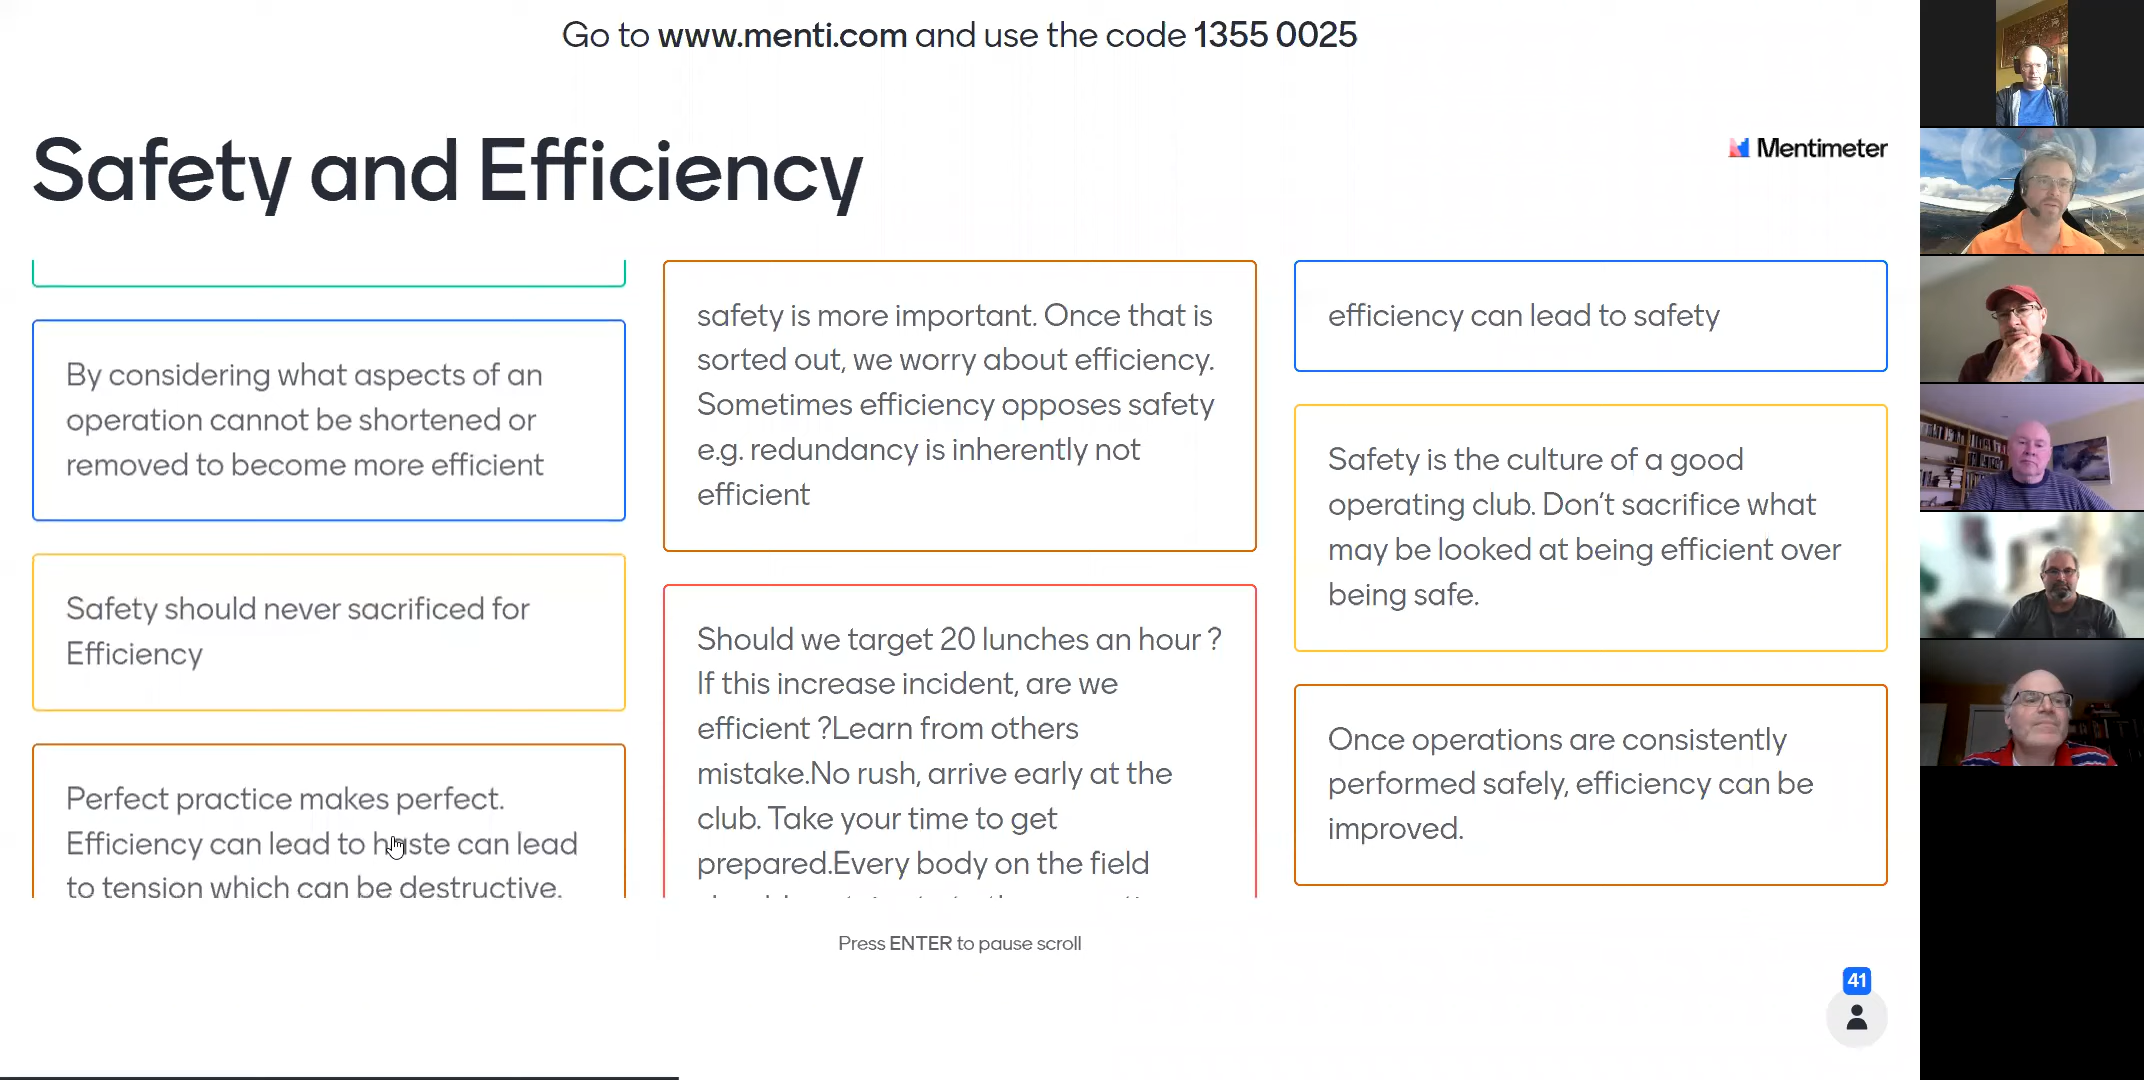 Go to www.menti.com and use the code 1355 0025
Safety and Efficiency
Mentimeter
By considering what aspects of an
operation cannot be shortened or
removed to become more efficient
Safety should never sacrificed for
Efficiency
Perfect practice makes perfect.
Efficiency can lead to haste can lead
to tension which can be destructive.
safety is more important. Once that is
sorted out, we worry about efficiency.
Sometimes efficiency opposes safety
e.g. redundancy is inherently not
efficient
Should we target 20 lunches an hour ?
If this increase incident, are we
efficient ?Learn from others
mistake.No rush, arrive early at the
club. Take your time to get
prepared.Every body on the field
efficiency can lead to safety
Safety is the culture of a good
operating club. Don’t sacrifice what
may be looked at being efficient over
being safe.
Once operations are consistently
performed safely, efficiency can be
improved.
Press ENTER to pause scroll
41